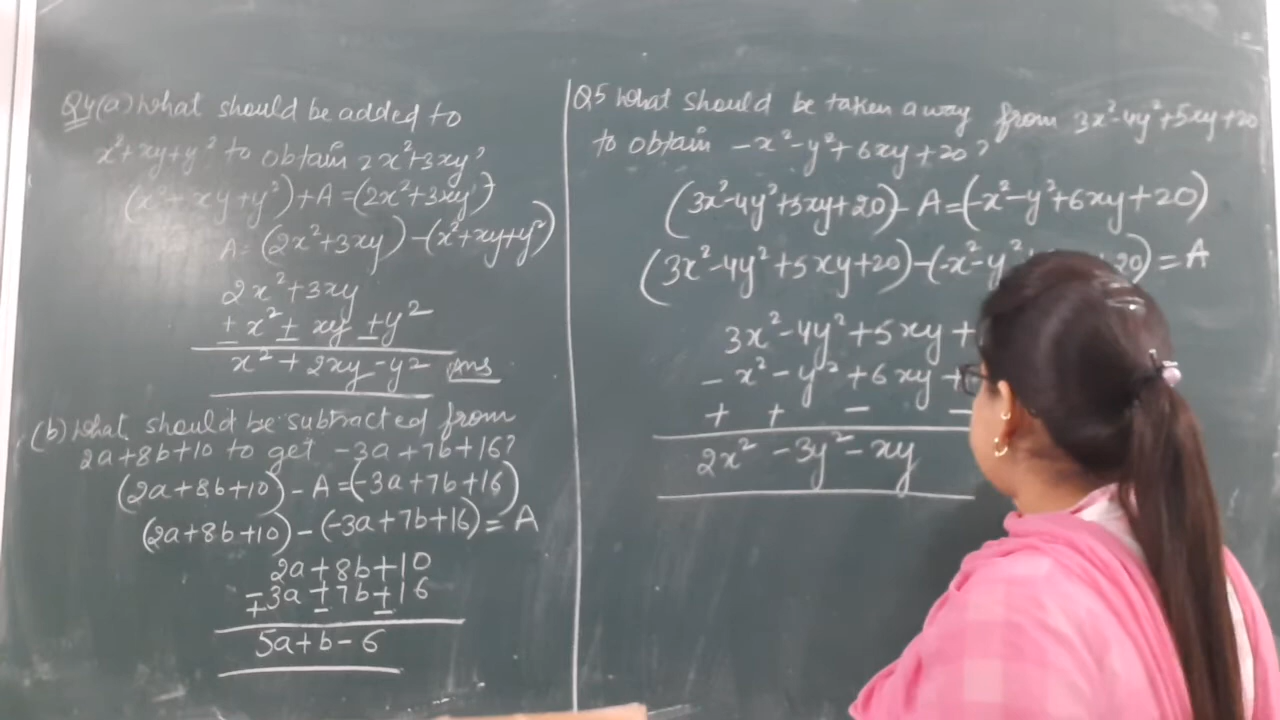 Q4(a) What should be added to
x²+xy+y² to obtain 2x²+3xy?
(x²+xy+y²)+A=(2x²+3xy)
A=(2x²+3xy)-(x²+xy+y²)
2x²+3xy
± x² ± xy ± y²
x²+2xy-y² Ans
(b) What should be subtracted from
2a+8b+10 to get -3a+7b+16?
(2a+8b+10)-A=(-3a+7b+16)
(2a+8b+10)-(-3a+7b+16)=A
2a+8b+10
∓3a±7b±16
5a+b-6
Q5 What should be taken away from 3x²-4y²+5xy+20
to obtain -x²-y²+6xy+20?
(3x²-4y²+5xy+20)-A=(-x²-y²+6xy+20)
(3x²-4y²+5xy+20)-(-x²-y² 20)=A
3x²-4y²+5xy+
-x²-y²+6xy+
+ + - -
2x²-3y²-xy